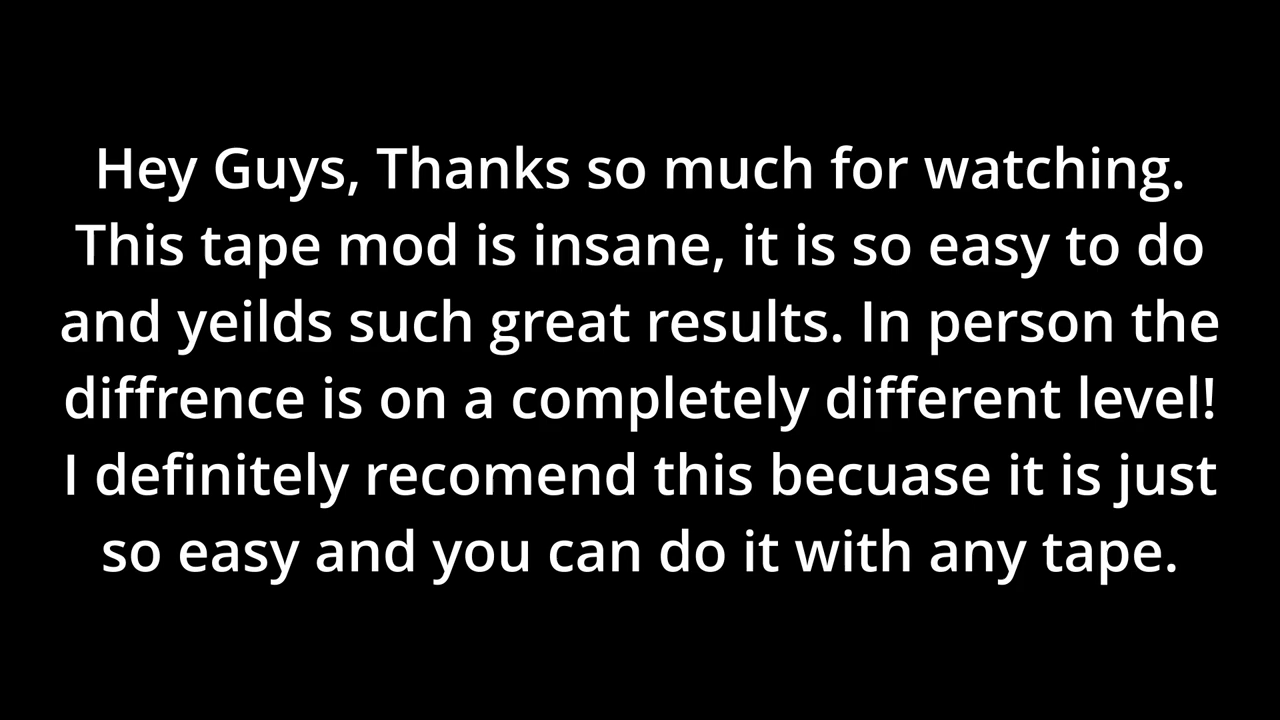 Hey Guys, Thanks so much for watching.
This tape mod is insane, it is so easy to do
and yeilds such great results. In person the
diffrence is on a completely different level!
I definitely recomend this becuase it is just
so easy and you can do it with any tape.